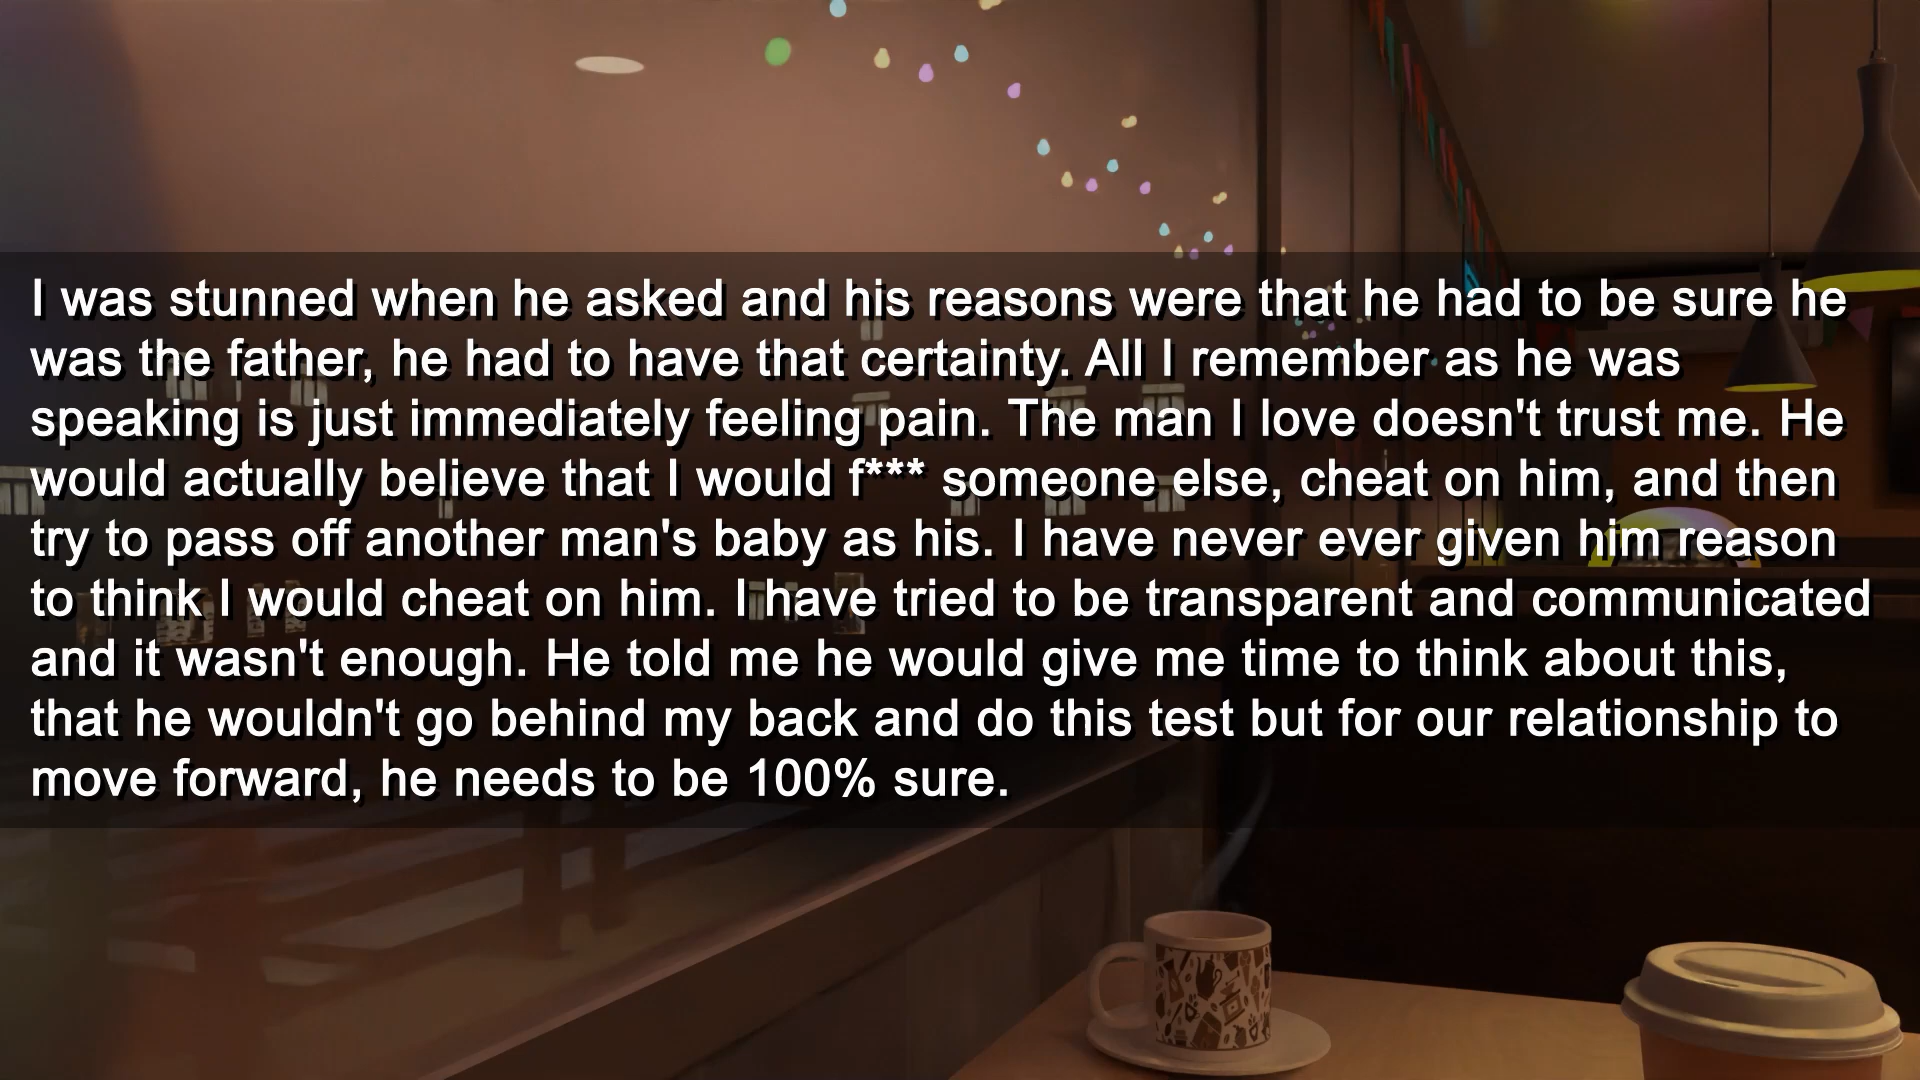 I was stunned when he asked and his reasons were that he had to be sure he
was the father, he had to have that certainty. All I remember as he was
speaking is just immediately feeling pain. The man I love doesn't trust me. He
would actually believe that I would f*** someone else, cheat on him, and then
try to pass off another man's baby as his. I have never ever given him reason
to think I would cheat on him. I have tried to be transparent and communicated
and it wasn't enough. He told me he would give me time to think about this,
that he wouldn't go behind my back and do this test but for our relationship to
move forward, he needs to be 100% sure.